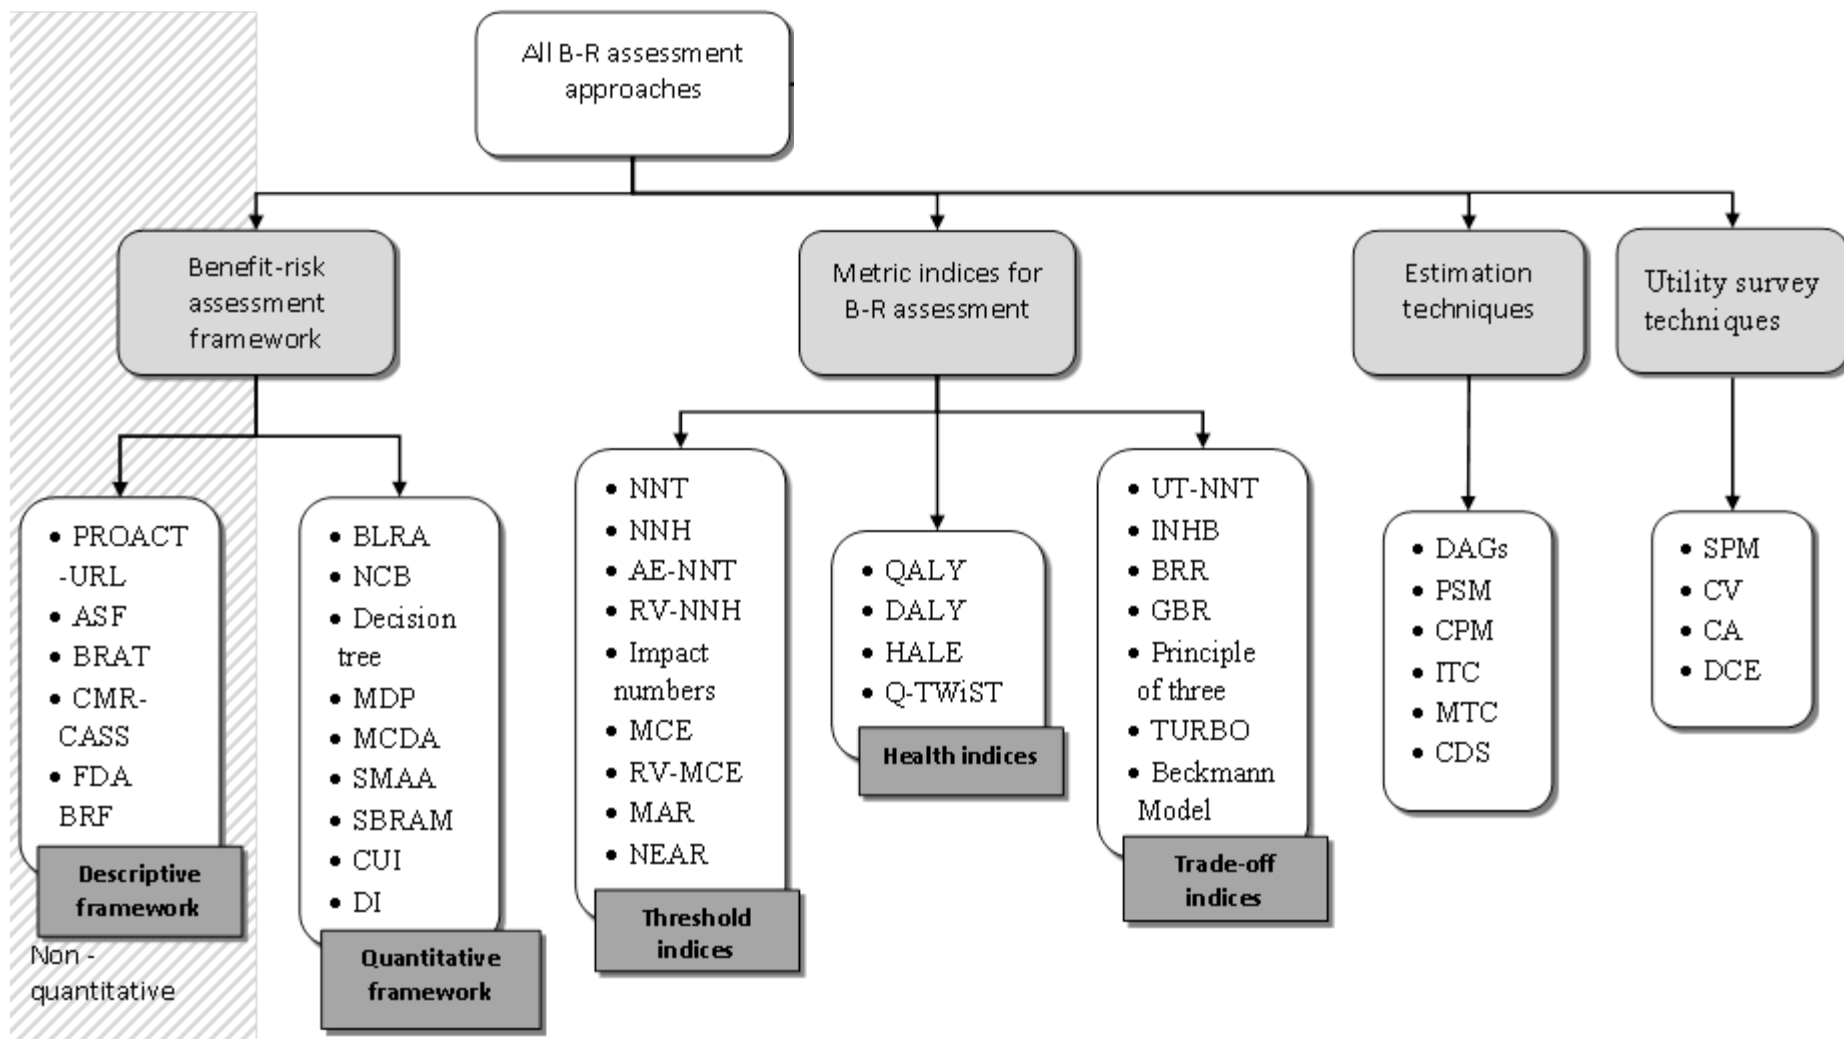 All B-R assessment
approaches
Benefit-risk
assessment
framework
Metric indices for
B-R assessment
Estimation
techniques
Utility survey
techniques
• PROACT
-URL
• ASF
• BRAT
• CMR-
CASS
• FDA
BRF
Descriptive
framework
Non -
quantitative
• BLRA
• NCB
• Decision
tree
• MDP
• MCDA
• SMAA
• SBRAM
• CUI
• DI
Quantitative
framework
• NNT
• NNH
• AE-NNT
• RV-NNH
• Impact
numbers
• MCE
• RV-MCE
• MAR
• NEAR
Threshold
indices
• QALY
• DALY
• HALE
• Q-TWiST
Health indices
• UT-NNT
• INHB
• BRR
• GBR
• Principle
of three
• TURBO
• Beckmann
Model
Trade-off
indices
• DAGs
• PSM
• CPM
• ITC
• MTC
• CDS
• SPM
• CV
• CA
• DCE